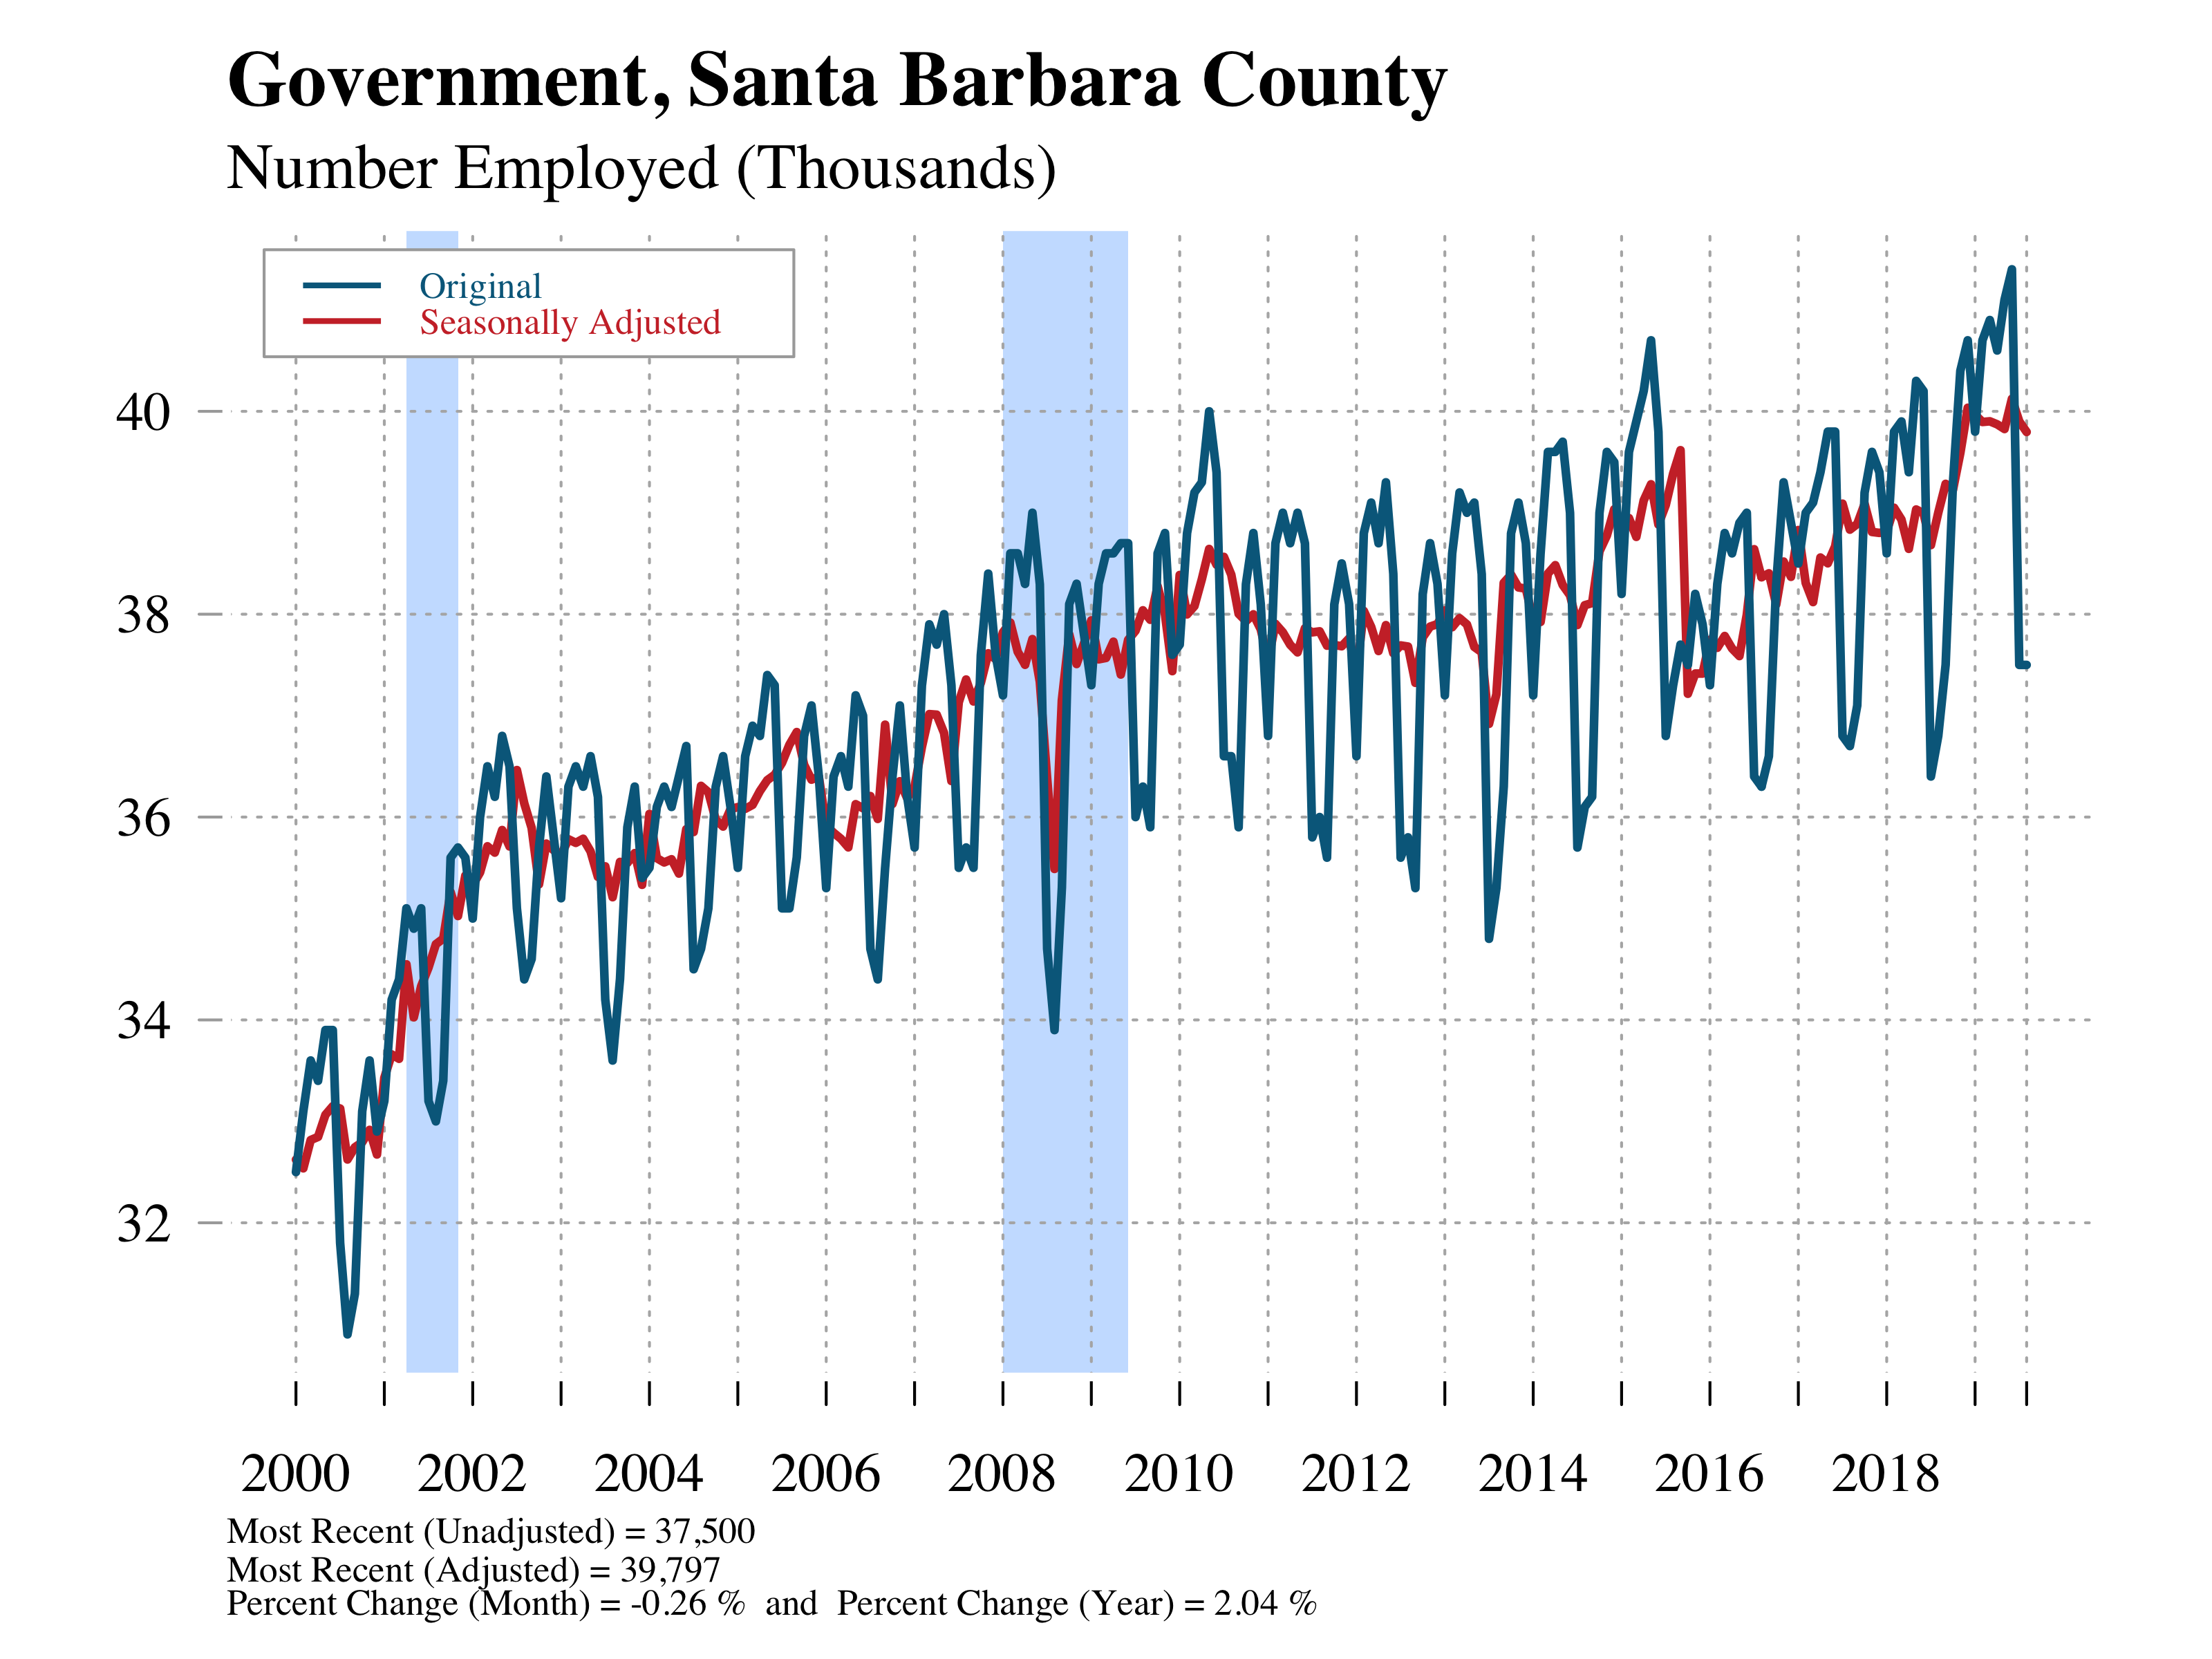 Government, Santa Barbara County
Number Employed (Thousands)
Original
Seasonally Adjusted
40
38
36
34
32
2000 2002 2004 2006 2008 2010 2012 2014 2016 2018
Most Recent (Unadjusted) = 37,500
Most Recent (Adjusted) = 39,797
Percent Change (Month) = -0.26 % and Percent Change (Year) = 2.04 %